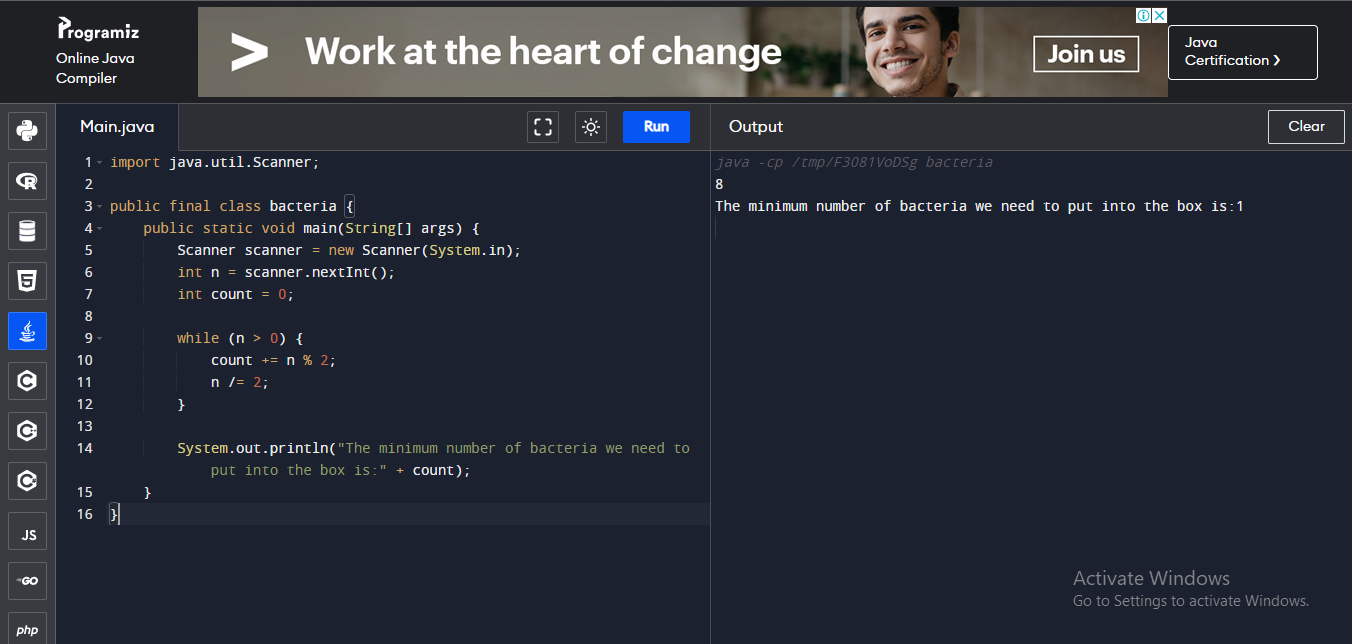 Programiz
Online Java
Compiler
> Work at the heart of change
Join us
Java
Certification ❯
Main.java
Run
Output
Clear
1 import java.util.Scanner;
2
3 public final class bacteria {
4 public static void main(String[] args) {
5 Scanner scanner = new Scanner(System.in);
6 int n = scanner.nextInt();
7 int count = 0;
8
9 while (n > 0) {
10 count += n % 2;
11 n /= 2;
12 }
13
14 System.out.println("The minimum number of bacteria we need to
put into the box is:" + count);
15 }
16 }
java -cp /tmp/F3081VoDSg bacteria
8
The minimum number of bacteria we need to put into the box is:1
JS
GO
php
Activate Windows
Go to Settings to activate Windows.